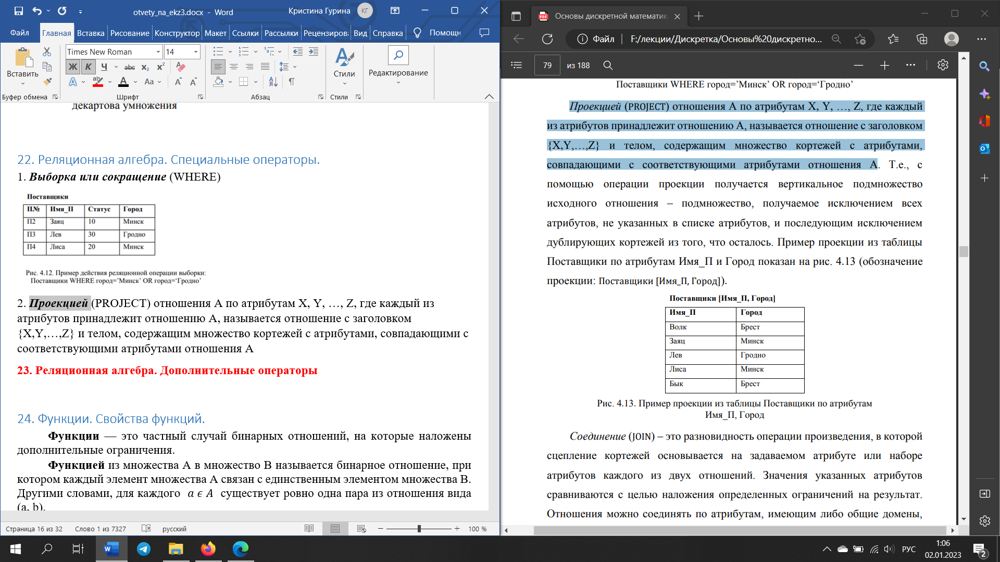 otvety_na_ekz3.docx - Word
Кристина Гурина
КГ
Файл
Главная
Вставка
Рисование
Конструктор
Макет
Ссылки
Рассылки
Рецензиров
Вид
Справка
Помощн
Вставить
Буфер обмена
Times New Roman
14
Ж К Ч abc x₂ x²
А ab А Аа А А
Шрифт
Абзац
Стили
Стили
Редактирование
декартова умножения
22. Реляционная алгебра. Специальные операторы.
1. Выборка или сокращение (WHERE)
Поставщики
П№ Имя_П Статус Город
П2 Заяц 10 Минск
П3 Лев 30 Гродно
П4 Лиса 20 Минск
Рис. 4.12. Пример действия реляционной операции выборки:
Поставщики WHERE город=’Минск’ OR город=‘Гродно’
2. Проекцией (PROJECT) отношения A по атрибутам X, Y, …, Z, где каждый из
атрибутов принадлежит отношению A, называется отношение с заголовком
{X,Y,…,Z} и телом, содержащим множество кортежей с атрибутами, совпадающими с
соответствующими атрибутами отношения A
23. Реляционная алгебра. Дополнительные операторы
24. Функции. Свойства функций.
Функции — это частный случай бинарных отношений, на которые наложены
дополнительные ограничения.
Функцией из множества A в множество B называется бинарное отношение, при
котором каждый элемент множества A связан с единственным элементом множества B.
Другими словами, для каждого a ϵ A существует ровно одна пара из отношения вида
(a, b).
Страница 16 из 32
Слово 1 из 7327
русский
100 %
Основы дискретной математик
Файл
F:/лекции/Дискретка/Основы%20дискретно...
79
из 188
Поставщики WHERE город=’Минск’ OR город=‘Гродно’
Проекцией (PROJECT) отношения A по атрибутам X, Y, …, Z, где каждый
из атрибутов принадлежит отношению A, называется отношение с заголовком
{X,Y,…,Z} и телом, содержащим множество кортежей с атрибутами,
совпадающими с соответствующими атрибутами отношения A. Т.е., с
помощью операции проекции получается вертикальное подмножество
исходного отношения – подмножество, получаемое исключением всех
атрибутов, не указанных в списке атрибутов, и последующим исключением
дублирующих кортежей из того, что осталось. Пример проекции из таблицы
Поставщики по атрибутам Имя_П и Город показан на рис. 4.13 (обозначение
проекции: Поставщики [Имя_П, Город]).
Поставщики [Имя_П, Город]
Имя_П Город
Волк Брест
Заяц Минск
Лев Гродно
Лиса Минск
Бык Брест
Рис. 4.13. Пример проекции из таблицы Поставщики по атрибутам
Имя_П, Город
Соединение (JOIN) – это разновидность операции произведения, в которой
сцепление кортежей основывается на задаваемом атрибуте или наборе
атрибутов каждого из двух отношений. Значения указанных атрибутов
сравниваются с целью наложения определенных ограничений на результат.
Отношения можно соединять по атрибутам, имеющим либо общие домены,
РУС
1:06
02.01.2023
2